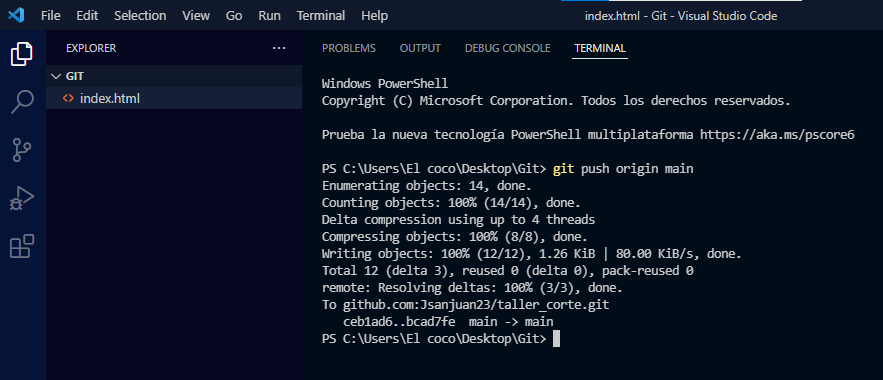 File Edit Selection View Go Run Terminal Help index.html - Git - Visual Studio Code
EXPLORER ...
GIT
<> index.html
PROBLEMS OUTPUT DEBUG CONSOLE TERMINAL
Windows PowerShell
Copyright (C) Microsoft Corporation. Todos los derechos reservados.
Prueba la nueva tecnología PowerShell multiplataforma https://aka.ms/pscore6
PS C:\Users\El coco\Desktop\Git> git push origin main
Enumerating objects: 14, done.
Counting objects: 100% (14/14), done.
Delta compression using up to 4 threads
Compressing objects: 100% (8/8), done.
Writing objects: 100% (12/12), 1.26 KiB | 80.00 KiB/s, done.
Total 12 (delta 3), reused 0 (delta 0), pack-reused 0
remote: Resolving deltas: 100% (3/3), done.
To github.com:Jsanjuan23/taller_corte.git
ceb1ad6..bcad7fe main -> main
PS C:\Users\El coco\Desktop\Git>